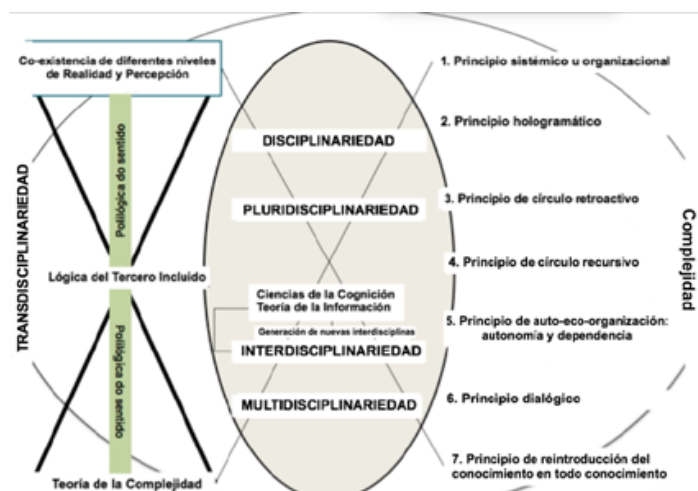 Co-existencia de diferentes niveles
de Realidad y Percepción
TRANSDISCIPLINARIEDAD
Polilógica do sentido
Lógica del Tercero Incluido
Polilógica do sentido
Teoría de la Complejidad
DISCIPLINARIEDAD
PLURIDISCIPLINARIEDAD
Ciencias de la Cognición
Teoría de la Información
Generación de nuevas interdisciplinas
INTERDISCIPLINARIEDAD
MULTIDISCIPLINARIEDAD
1. Principio sistémico u organizacional
2. Principio hologramático
3. Principio de círculo retroactivo
4. Principio de círculo recursivo
5. Principio de auto-eco-organización:
autonomía y dependencia
6. Principio dialógico
7. Principio de reintroducción del
conocimiento en todo conocimiento
Complejidad